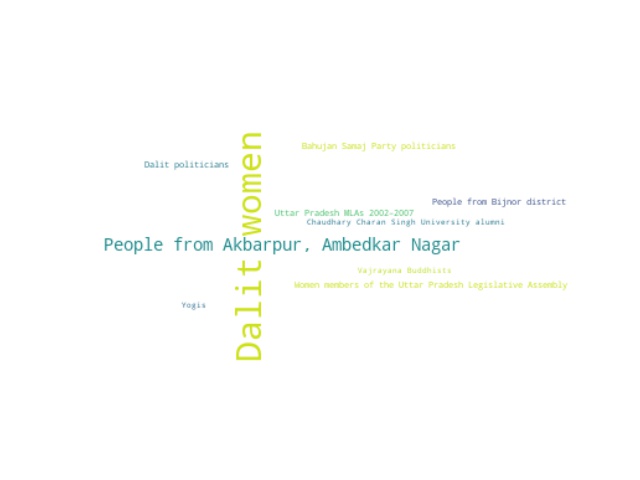 Bahujan Samaj Party politicians
Dalit politicians
Dalit women
People from Bijnor district
Uttar Pradesh MLAs 2002–2007
Chaudhary Charan Singh University alumni
People from Akbarpur, Ambedkar Nagar
Vajrayana Buddhists
Women members of the Uttar Pradesh Legislative Assembly
Yogis